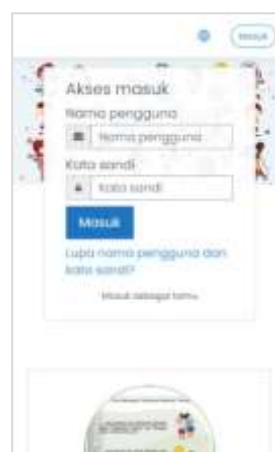 Masuk
Akses masuk
Nama pengguna
Nama pengguna
Kata sandi
Kata sandi
Masuk
Lupa nama pengguna dan
kata sandi?
Masuk sebagai tamu